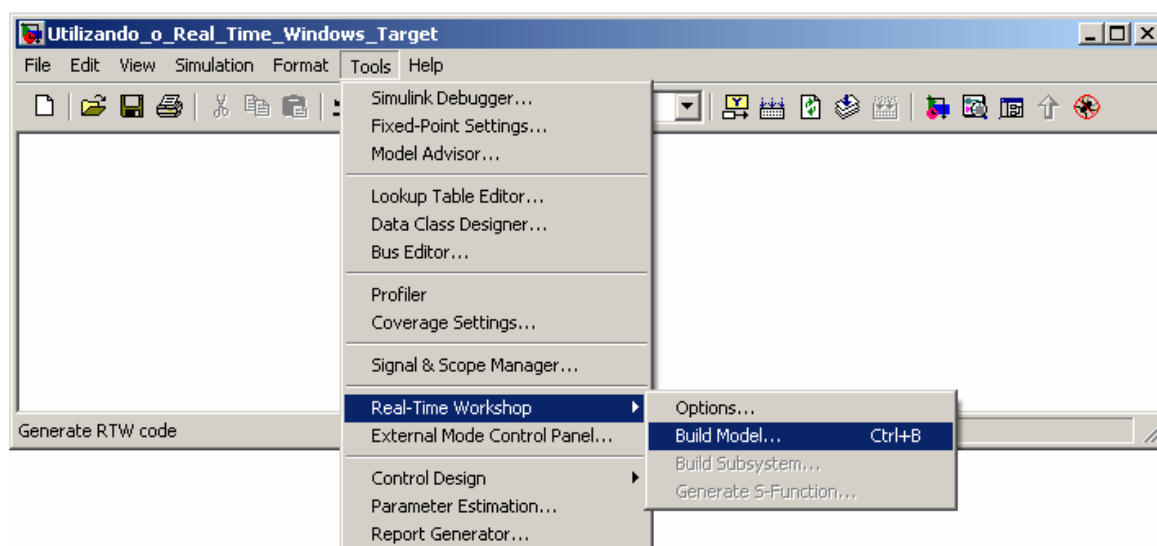 Utilizando_o_Real_Time_Windows_Target
File Edit View Simulation Format Tools Help
Simulink Debugger...
Fixed-Point Settings...
Model Advisor...
Lookup Table Editor...
Data Class Designer...
Bus Editor...
Profiler
Coverage Settings...
Signal & Scope Manager...
Real-Time Workshop
External Mode Control Panel...
Control Design
Parameter Estimation...
Report Generator...
Options...
Build Model... Ctrl+B
Build Subsystem...
Generate S-Function...
Generate RTW code